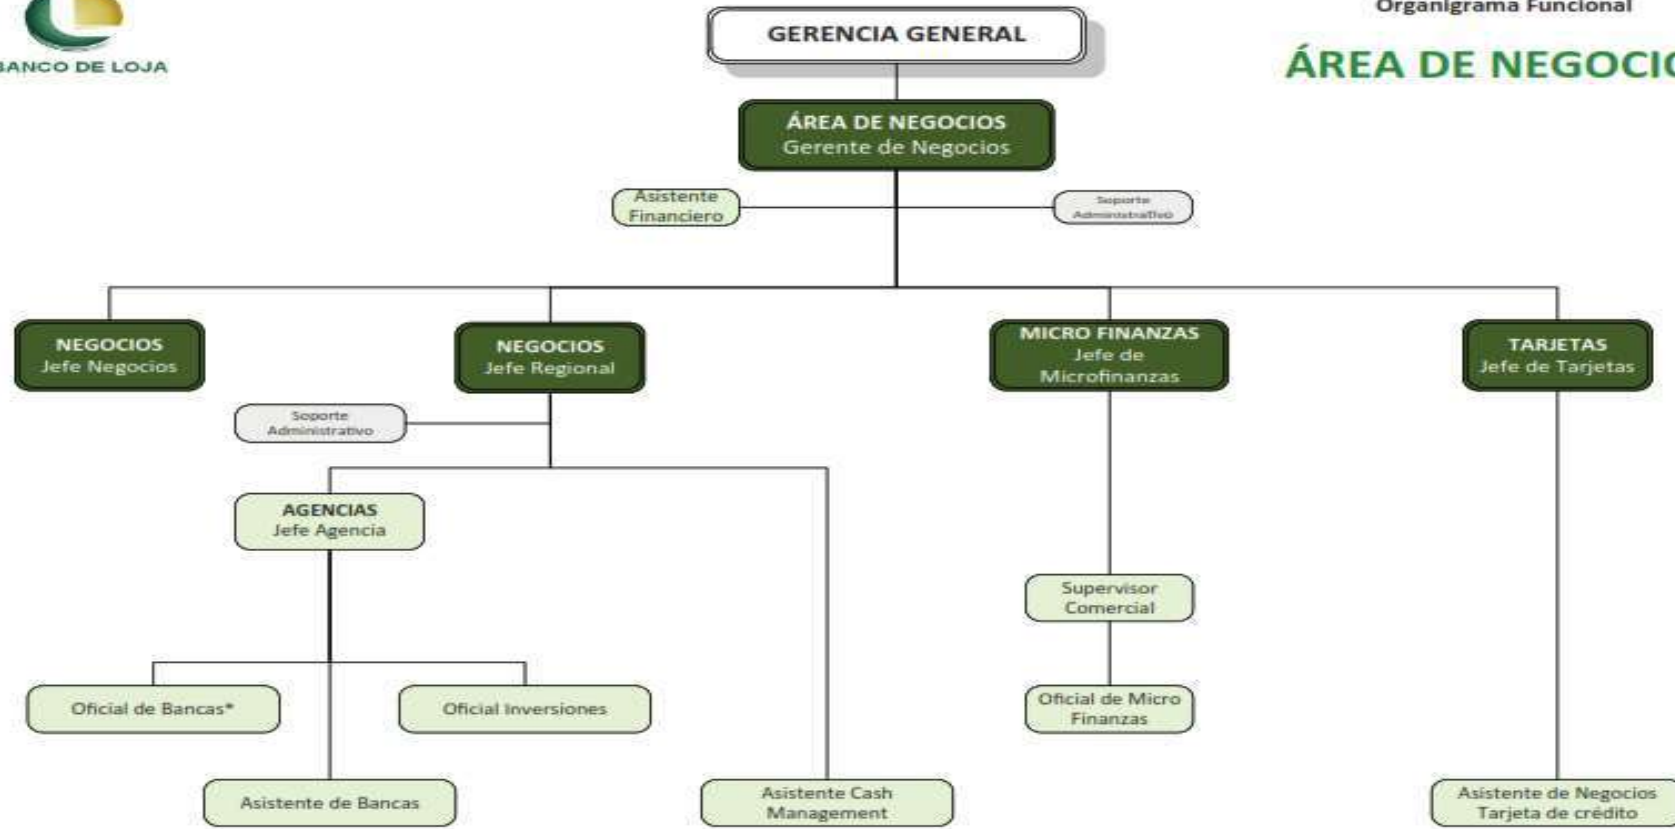 Organigrama Funcional
GERENCIA GENERAL
BANCO DE LOJA
ÁREA DE NEGOCIO
ÁREA DE NEGOCIOS
Gerente de Negocios
Asistente
Financiero
Soporte
Administrativo
NEGOCIOS
Jefe Negocios
NEGOCIOS
Jefe Regional
MICRO FINANZAS
Jefe de
Microfinanzas
TARJETAS
Jefe de Tarjetas
Soporte
Administrativo
AGENCIAS
Jefe Agencia
Supervisor
Comercial
Oficial de Bancas*
Oficial Inversiones
Oficial de Micro
Finanzas
Asistente de Bancas
Asistente Cash
Management
Asistente de Negocios
Tarjeta de crédito